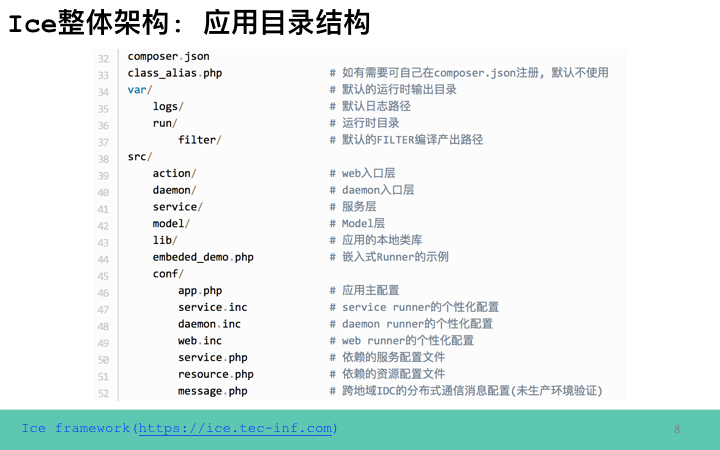 Ice整体架构: 应用目录结构
32 composer.json
33 class_alias.php # 如有需要可自己在composer.json注册, 默认不使用
34 var/ # 默认的运行时输出目录
35 logs/ # 默认日志路径
36 run/ # 运行时目录
37 filter/ # 默认的FILTER编译产出路径
38 src/
39 action/ # web入口层
40 daemon/ # daemon入口层
41 service/ # 服务层
42 model/ # Model层
43 lib/ # 应用的本地类库
44 embeded_demo.php # 嵌入式Runner的示例
45 conf/
46 app.php # 应用主配置
47 service.inc # service runner的个性化配置
48 daemon.inc # daemon runner的个性化配置
49 web.inc # web runner的个性化配置
50 service.php # 依赖的服务配置文件
51 resource.php # 依赖的资源配置文件
52 message.php # 跨地域IDC的分布式通信消息配置(未生产环境验证)
Ice framework(https://ice.tec-inf.com) 8